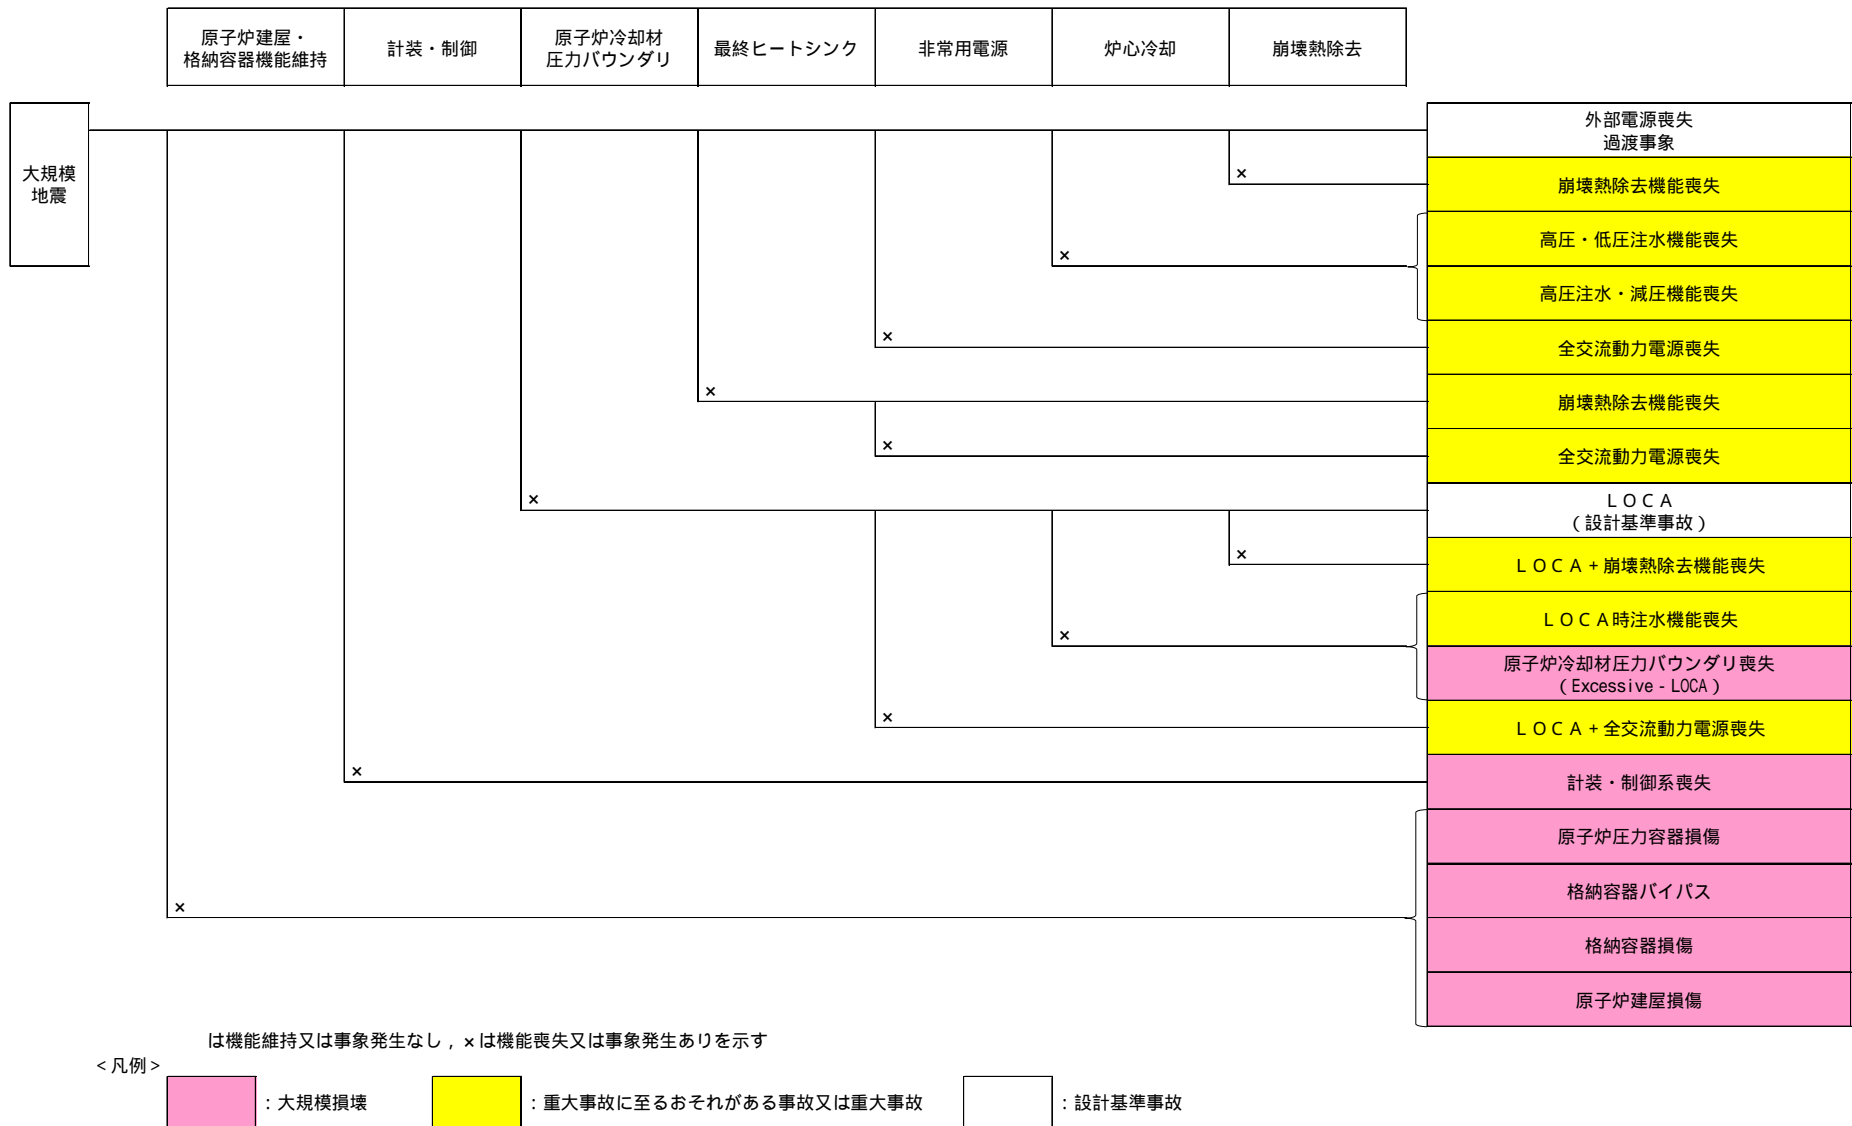 原子炉建屋・
格納容器機能維持
計装・制御
原子炉冷却材
圧力バウンダリ
最終ヒートシンク
非常用電源
炉心冷却
崩壊熱除去
大規模
地震
外部電源喪失
過渡事象
×
崩壊熱除去機能喪失
高圧・低圧注水機能喪失
×
高圧注水・減圧機能喪失
×
全交流動力電源喪失
×
崩壊熱除去機能喪失
×
全交流動力電源喪失
×
LOCA
(設計基準事故)
×
LOCA+崩壊熱除去機能喪失
LOCA時注水機能喪失
×
原子炉冷却材圧力バウンダリ喪失
(Excessive-LOCA)
×
LOCA+全交流動力電源喪失
×
計装・制御系喪失
原子炉圧力容器損傷
格納容器バイパス
×
格納容器損傷
原子炉建屋損傷
は機能維持又は事象発生なし,×は機能喪失又は事象発生ありを示す
<凡例>
:大規模損壊
:重大事故に至るおそれがある事故又は重大事故
:設計基準事故